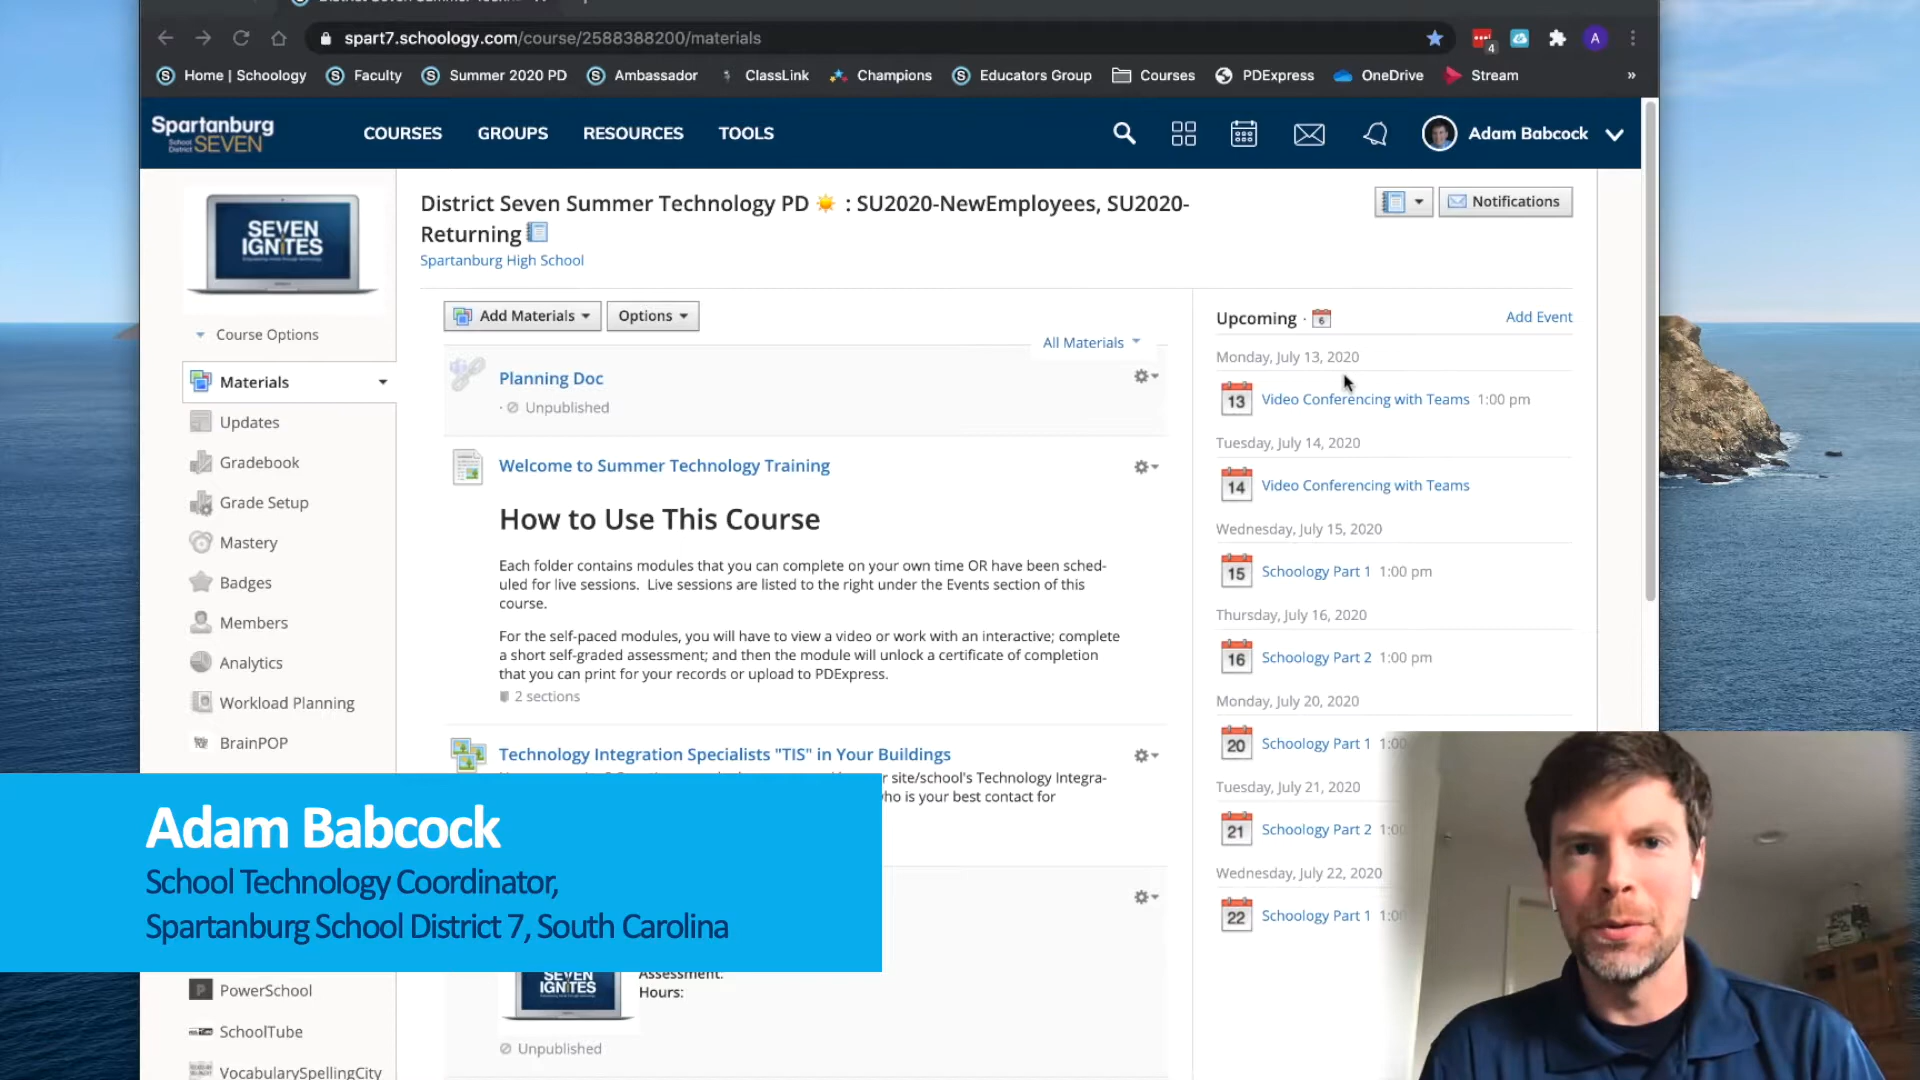 spart7.schoology.com/course/2588388200/materials
4
A
Home | Schoology
Faculty
Summer 2020 PD
Ambassador
ClassLink
Champions
Educators Group
Courses
PDExpress
OneDrive
Stream
»
Spartanburg
School District SEVEN
COURSES
GROUPS
RESOURCES
TOOLS
Adam Babcock
SEVEN
IGNITES
Course Options
Materials
Updates
Gradebook
Grade Setup
Mastery
Badges
Members
Analytics
Workload Planning
BrainPOP
PowerSchool
SchoolTube
VocabularySpellingCity
District Seven Summer Technology PD ☀ : SU2020-NewEmployees, SU2020-
Returning
Spartanburg High School
Notifications
Add Materials
Options
All Materials
Planning Doc
· Unpublished
Welcome to Summer Technology Training
How to Use This Course
Each folder contains modules that you can complete on your own time OR have been sched-
uled for live sessions. Live sessions are listed to the right under the Events section of this
course.
For the self-paced modules, you will have to view a video or work with an interactive; complete
a short self-graded assessment; and then the module will unlock a certificate of completion
that you can print for your records or upload to PDExpress.
2 sections
Technology Integration Specialists "TIS" in Your Buildings
site/school's Technology Integra-
who is your best contact for
SEVEN
IGNITES
Assessment:
Hours:
Unpublished
Upcoming · 6
Add Event
Monday, July 13, 2020
13 Video Conferencing with Teams 1:00 pm
Tuesday, July 14, 2020
14 Video Conferencing with Teams
Wednesday, July 15, 2020
15 Schoology Part 1 1:00 pm
Thursday, July 16, 2020
16 Schoology Part 2 1:00 pm
Monday, July 20, 2020
20 Schoology Part 1 1:00
Tuesday, July 21, 2020
21 Schoology Part 2 1:00
Wednesday, July 22, 2020
22 Schoology Part 1 1:00
Adam Babcock
School Technology Coordinator,
Spartanburg School District 7, South Carolina